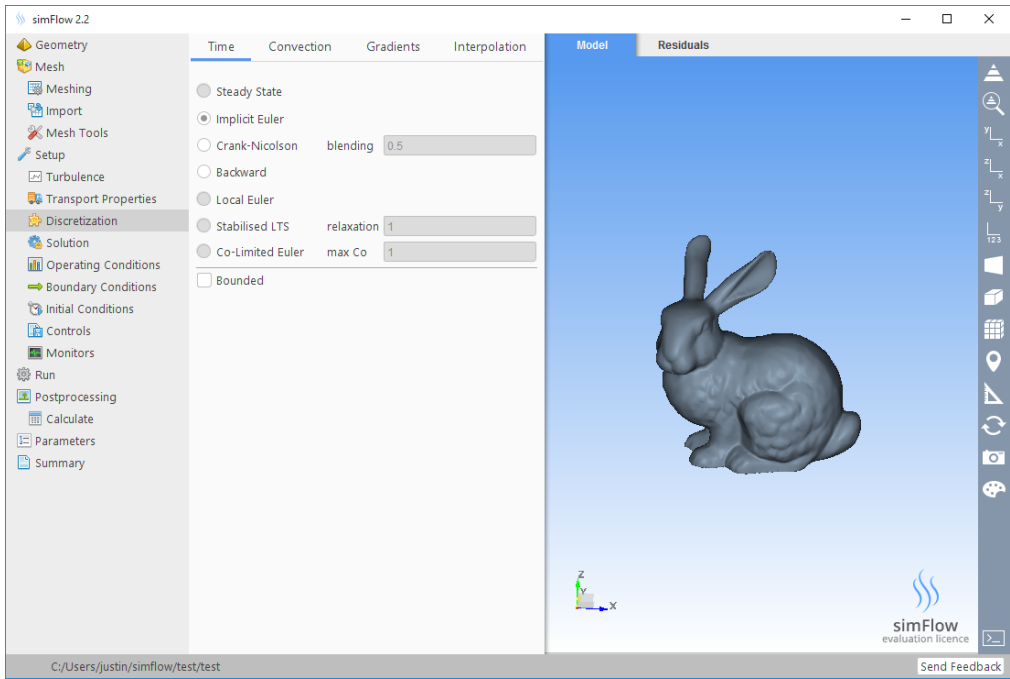 simFlow 2.2
Geometry
Mesh
Meshing
Import
Mesh Tools
Setup
Turbulence
Transport Properties
Discretization
Solution
Operating Conditions
Boundary Conditions
Initial Conditions
Controls
Monitors
Run
Postprocessing
Calculate
Parameters
Summary
Time Convection Gradients Interpolation
Steady State
Implicit Euler
Crank-Nicolson blending 0.5
Backward
Local Euler
Stabilised LTS relaxation 1
Co-Limited Euler max Co 1
Bounded
Model Residuals
y
x
z
x
z
y
123
Z
Y
X
simFlow
evaluation licence
>_
C:/Users/justin/simflow/test/test
Send Feedback